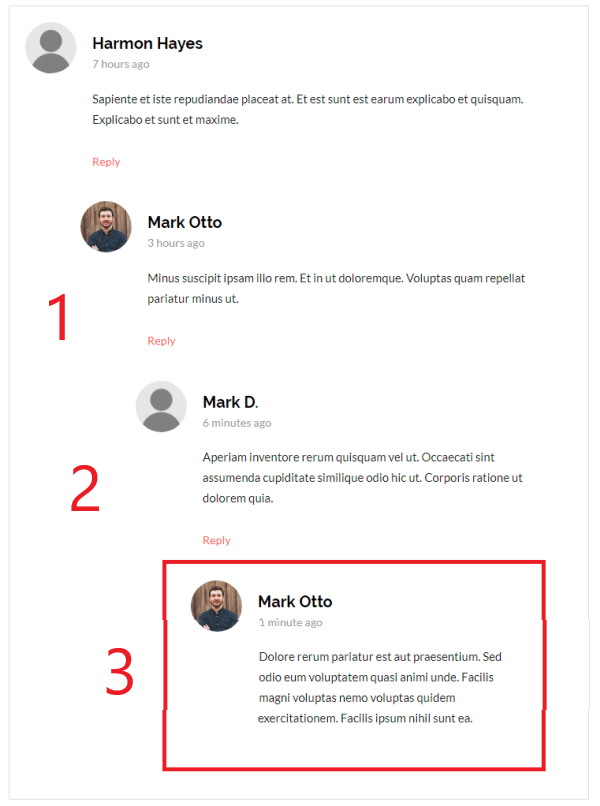 Harmon Hayes
7 hours ago
Sapiente et iste repudiandae placeat at. Et est sunt est earum explicabo et quisquam.
Explicabo et sunt et maxime.
Reply
Mark Otto
3 hours ago
Minus suscipit ipsam illo rem. Et in ut doloremque. Voluptas quam repellat
pariatur minus ut.
1
Reply
Mark D.
6 minutes ago
Aperiam inventore rerum quisquam vel ut. Occaecati sint
assumenda cupiditate similique odio hic ut. Corporis ratione ut
dolorem quia.
2
Reply
Mark Otto
1 minute ago
Dolore rerum pariatur est aut praesentium. Sed
odio eum voluptatem quasi animi unde. Facilis
magni voluptas nemo voluptas quidem
exercitationem. Facilis ipsum nihil sunt ea.
3